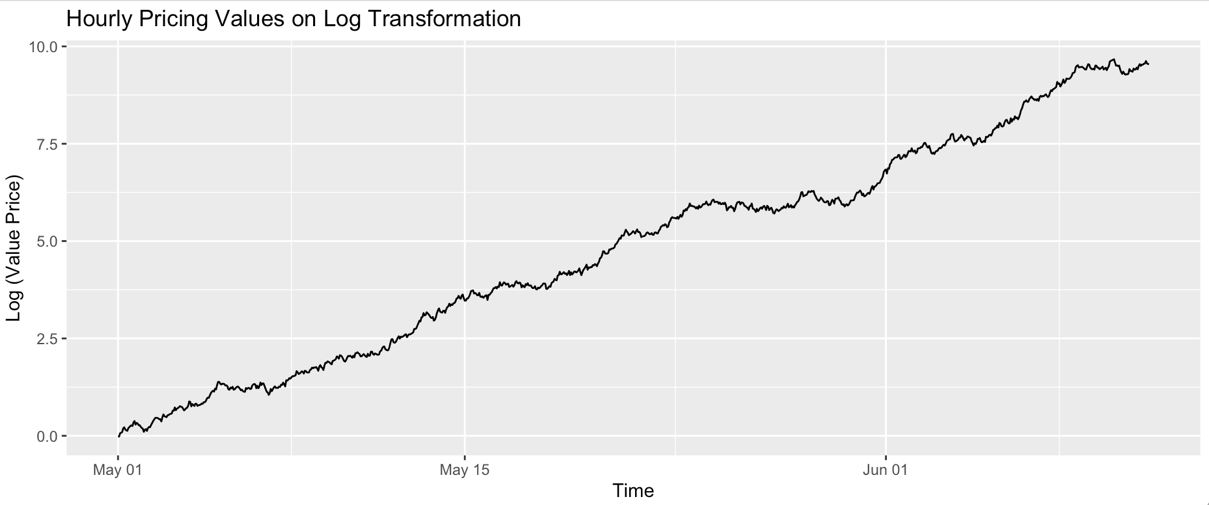 Hourly Pricing Values on Log Transformation
10.0
7.5
5.0
2.5
0.0
Log (Value Price)
May 01
May 15
Jun 01
Time